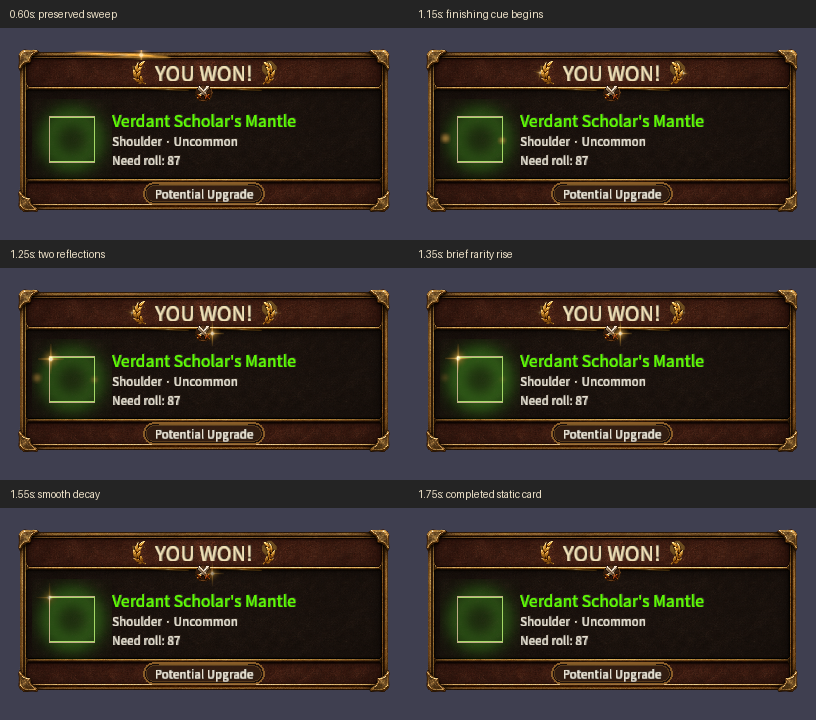 0.60s: preserved sweep
YOU WON!
Verdant Scholar's Mantle
Shoulder · Uncommon
Need roll: 87
Potential Upgrade
1.15s: finishing cue begins
YOU WON!
Verdant Scholar's Mantle
Shoulder · Uncommon
Need roll: 87
Potential Upgrade
1.25s: two reflections
YOU WON!
Verdant Scholar's Mantle
Shoulder · Uncommon
Need roll: 87
Potential Upgrade
1.35s: brief rarity rise
YOU WON!
Verdant Scholar's Mantle
Shoulder · Uncommon
Need roll: 87
Potential Upgrade
1.55s: smooth decay
YOU WON!
Verdant Scholar's Mantle
Shoulder · Uncommon
Need roll: 87
Potential Upgrade
1.75s: completed static card
YOU WON!
Verdant Scholar's Mantle
Shoulder · Uncommon
Need roll: 87
Potential Upgrade